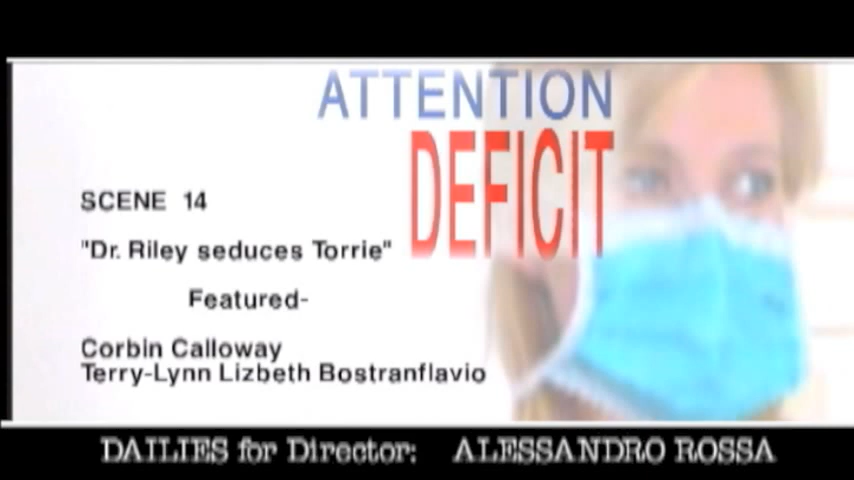 ATTENTION
DEFICIT
SCENE 14
"Dr. Riley seduces Torrie"
Featured-
Corbin Calloway
Terry-Lynn Lizbeth Bostranflavio
DAILIES for Director: ALESSANDRO ROSSA